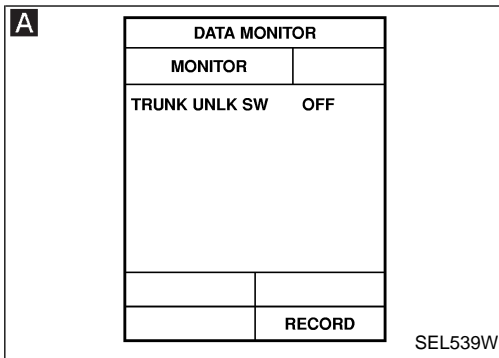 A
DATA MONITOR
MONITOR
TRUNK UNLK SW OFF
RECORD
SEL539W